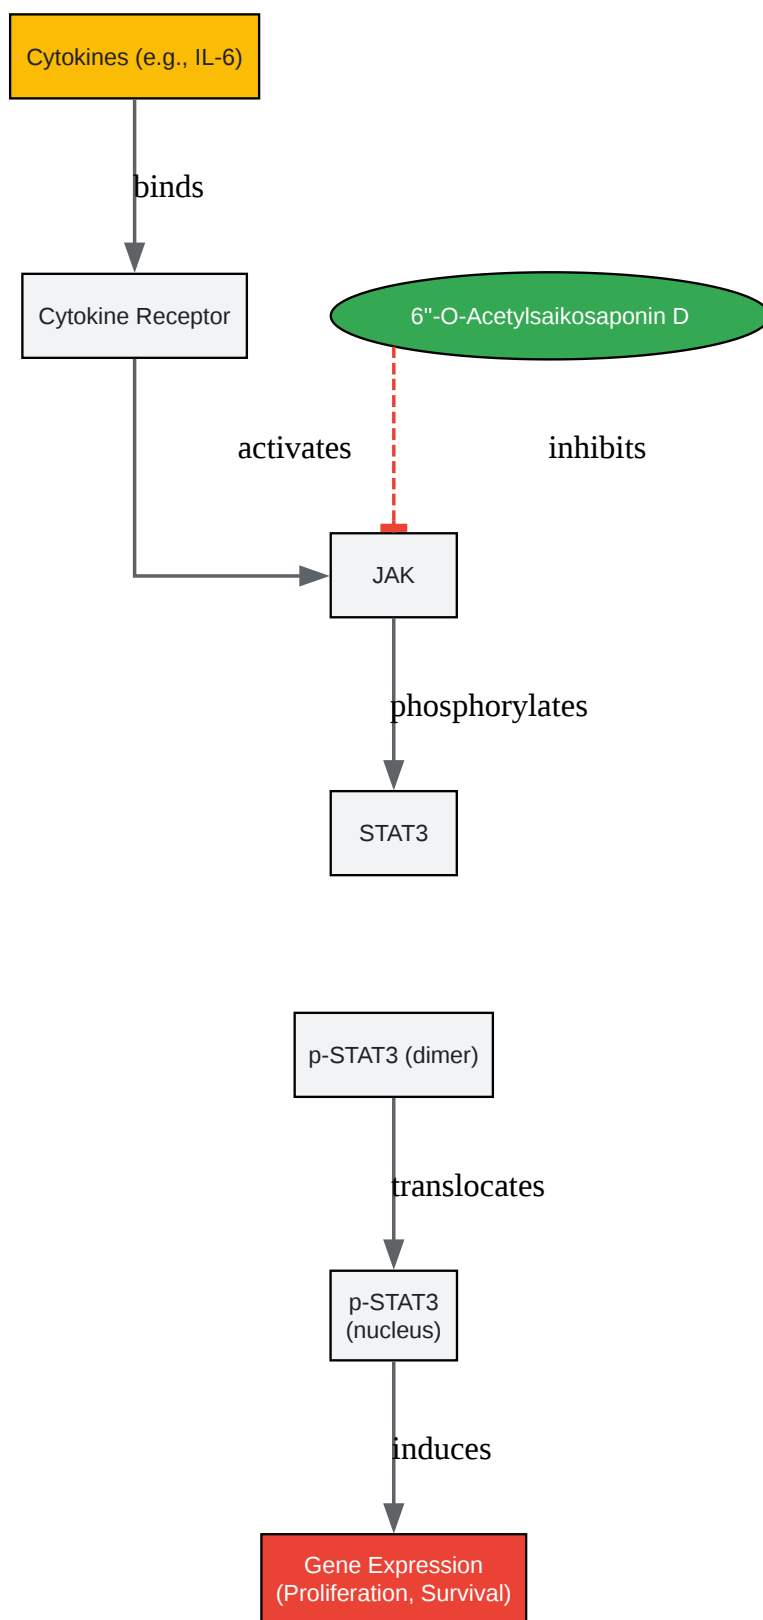 Cytokines (e.g., IL-6)
binds
Cytokine Receptor
6''-O-Acetylsaikosaponin D
activates
inhibits
JAK
phosphorylates
STAT3
p-STAT3 (dimer)
translocates
p-STAT3
(nucleus)
induces
Gene Expression
(Proliferation, Survival)